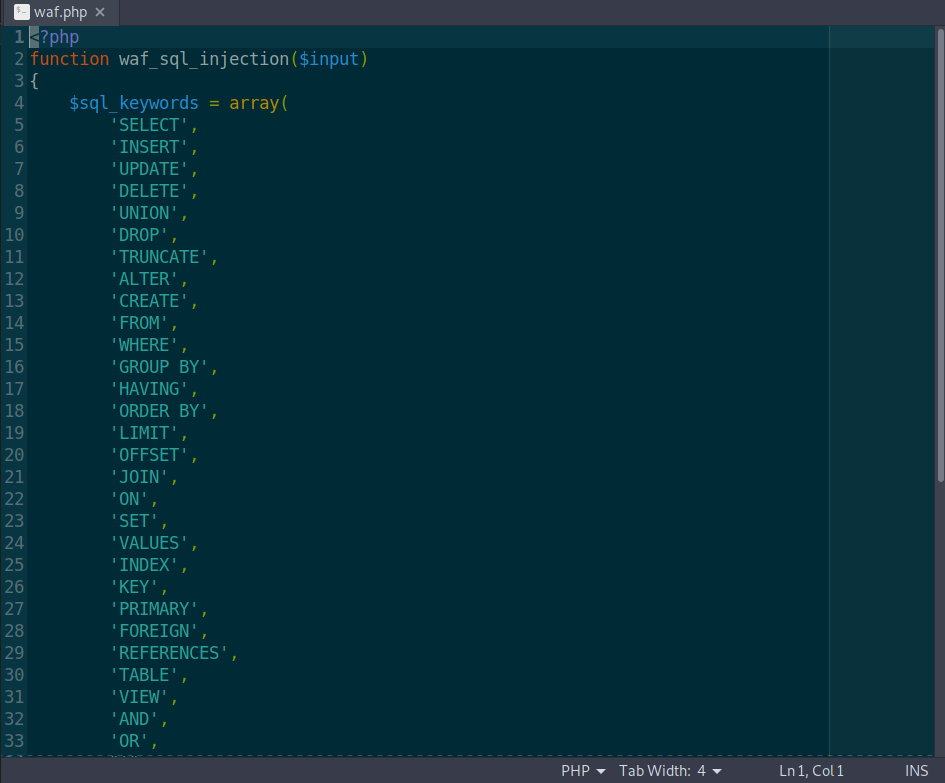 waf.php ×
1 <?php
2 function waf_sql_injection($input)
3 {
4     $sql_keywords = array(
5         'SELECT',
6         'INSERT',
7         'UPDATE',
8         'DELETE',
9         'UNION',
10         'DROP',
11         'TRUNCATE',
12         'ALTER',
13         'CREATE',
14         'FROM',
15         'WHERE',
16         'GROUP BY',
17         'HAVING',
18         'ORDER BY',
19         'LIMIT',
20         'OFFSET',
21         'JOIN',
22         'ON',
23         'SET',
24         'VALUES',
25         'INDEX',
26         'KEY',
27         'PRIMARY',
28         'FOREIGN',
29         'REFERENCES',
30         'TABLE',
31         'VIEW',
32         'AND',
33         'OR',
PHP Tab Width: 4 Ln 1, Col 1 INS